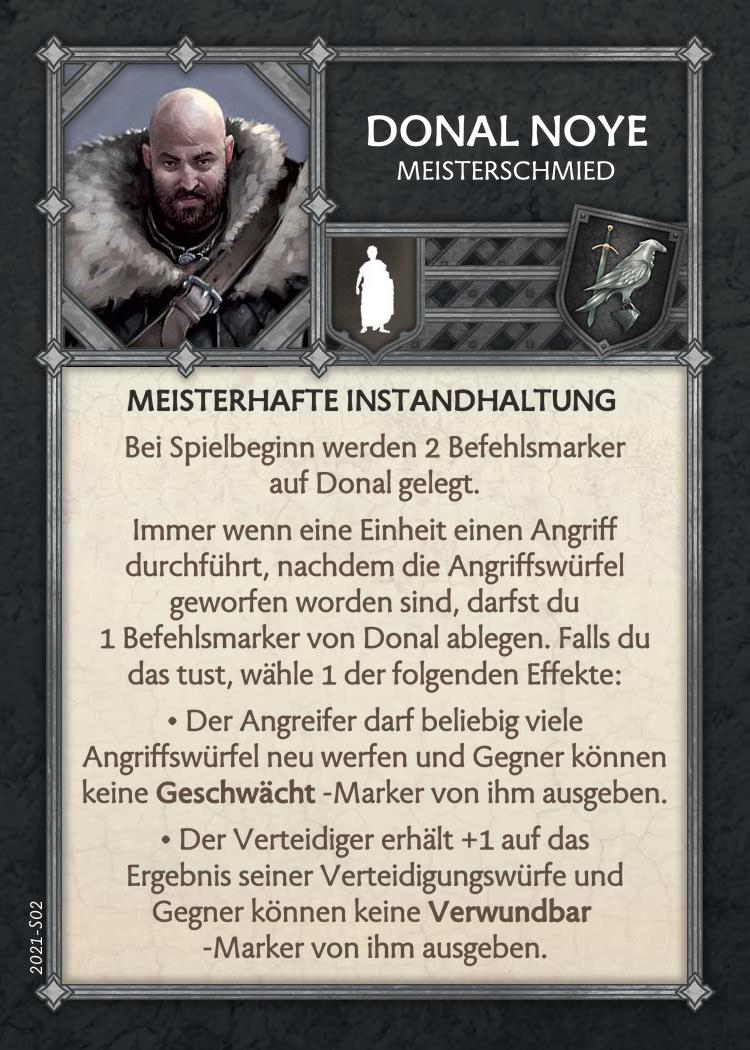 DONAL NOYE
MEISTERSCHMIED
MEISTERHAFTE INSTANDHALTUNG
Bei Spielbeginn werden 2 Befehlsmarker
auf Donal gelegt.
Immer wenn eine Einheit einen Angriff
durchführt, nachdem die Angriffswürfel
geworfen worden sind, darfst du
1 Befehlsmarker von Donal ablegen. Falls du
das tust, wähle 1 der folgenden Effekte:
• Der Angreifer darf beliebig viele
Angriffswürfel neu werfen und Gegner können
keine Geschwächt -Marker von ihm ausgeben.
• Der Verteidiger erhält +1 auf das
Ergebnis seiner Verteidigungswürfe und
Gegner können keine Verwundbar
-Marker von ihm ausgeben.
2021-S02